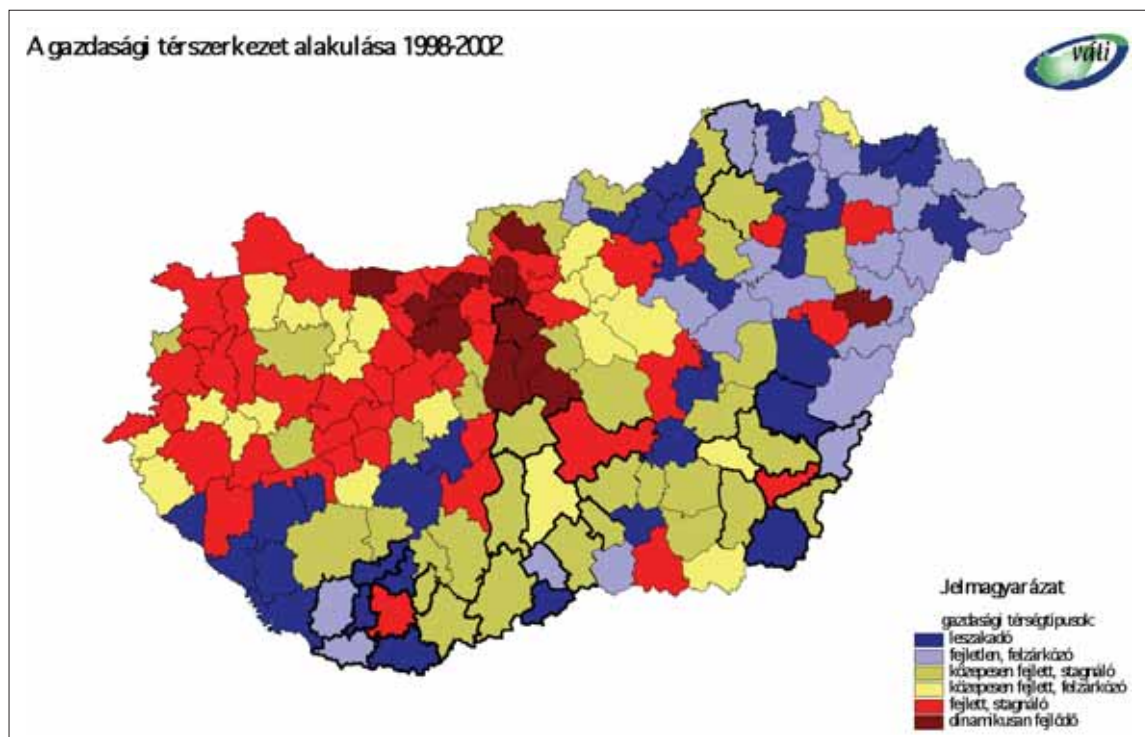 A gazdasági térszerkezet alakulása 1998-2002
váti
Jelmagyarázat
gazdasági térségtípusok:
leszakadó
fejletlen, felzárkózó
közepesen fejlett, stagnáló
közepesen fejlett, felzárkózó
fejlett, stagnáló
dinamikusan fejlődő